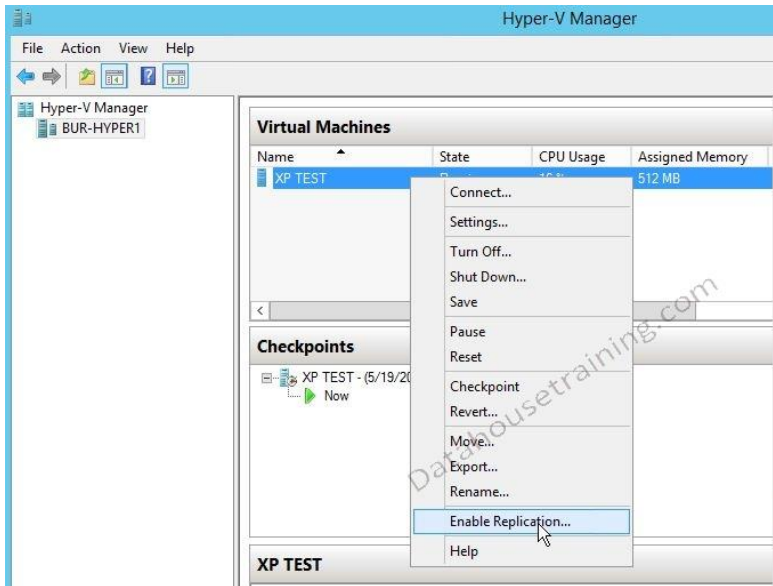 Hyper-V Manager
File Action View Help
Hyper-V Manager
BUR-HYPER1
Virtual Machines
Name State CPU Usage Assigned Memory
XP TEST 512 MB
Connect...
Settings...
Turn Off...
Shut Down...
Save
Pause
Reset
Checkpoint
Revert...
Move...
Export...
Rename...
Enable Replication...
Help
Checkpoints
XP TEST - (5/19/20
Now
XP TEST
Datahousetraining.com